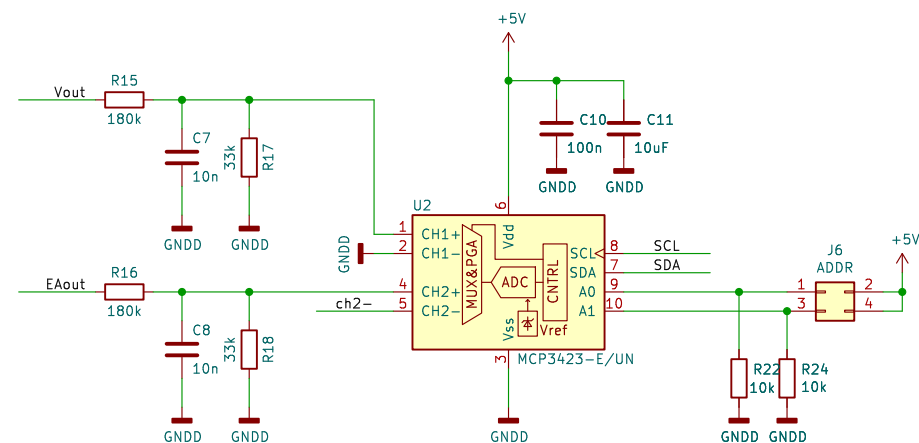 +5V
R15
Vout
180k
C7
10n
33k
R17
GNDD
GNDD
C10
100n
C11
10uF
GNDD
GNDD
U2
6
Vdd
1
CH1+
2
CH1-
GNDD
4
CH2+
5
CH2-
ch2-
MUX&PGA
ADC
CNTRL
Vss
Vref
3
MCP3423-E/UN
GNDD
SCL
8
SCL
SDA
7
SDA
A0
9
A1
10
J6
ADDR
1
2
3
4
+5V
R22
10k
R24
10k
GNDD
GNDD
R16
EAout
180k
C8
10n
33k
R18
GNDD
GNDD